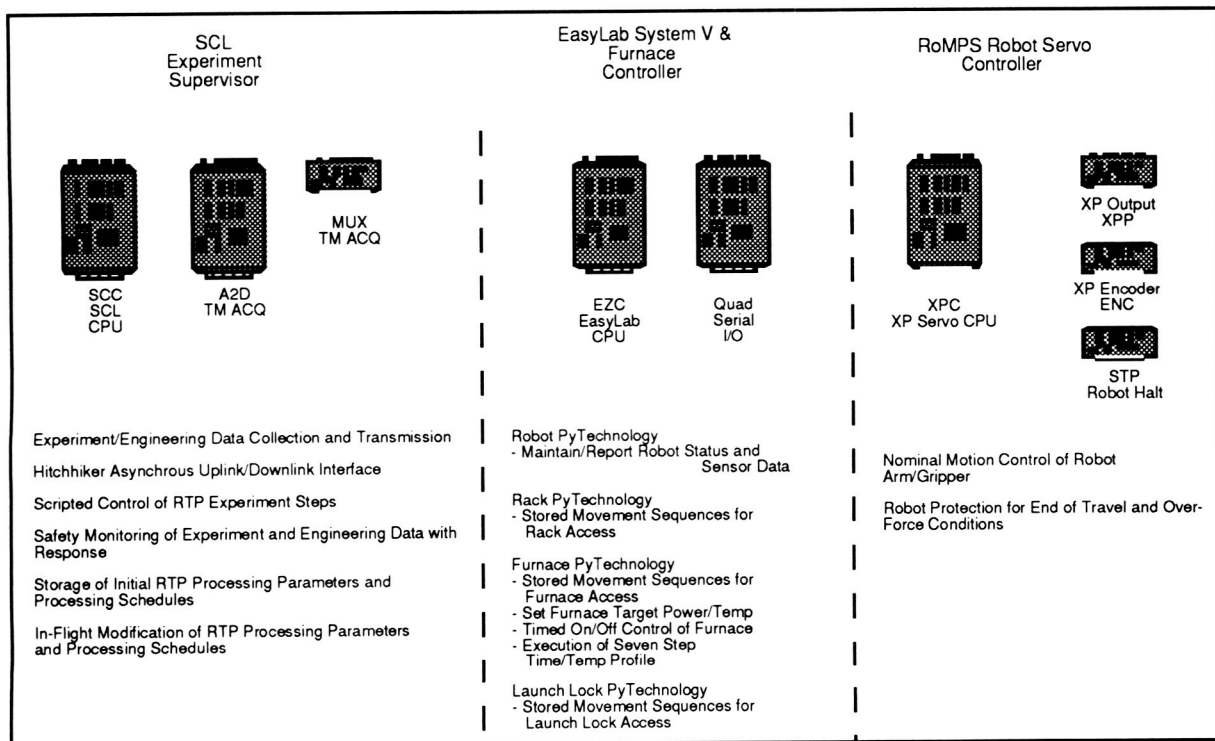 SCL
Experiment
Supervisor
SCC
SCL
CPU
A2D
TM ACQ
MUX
TM ACQ
Experiment/Engineering Data Collection and Transmission
Hitchhiker Asynchrous Uplink/Downlink Interface
Scripted Control of RTP Experiment Steps
Safety Monitoring of Experiment and Engineering Data with
Response
Storage of Initial RTP Processing Parameters and
Processing Schedules
In-Flight Modification of RTP Processing Parameters
and Processing Schedules
EasyLab System V &
Furnace
Controller
EZC
EasyLab
CPU
Quad
Serial
I/O
Robot PyTechnology
- Maintain/Report Robot Status and
Sensor Data
Rack PyTechnology
- Stored Movement Sequences for
Rack Access
Furnace PyTechnology
- Stored Movement Sequences for
Furnace Access
- Set Furnace Target Power/Temp
- Timed On/Off Control of Furnace
- Execution of Seven Step
Time/Temp Profile
Launch Lock PyTechnology
- Stored Movement Sequences for
Launch Lock Access
RoMPS Robot Servo
Controller
XPC
XP Servo CPU
XP Output
XPP
XP Encoder
ENC
STP
Robot Halt
Nominal Motion Control of Robot
Arm/Gripper
Robot Protection for End of Travel and Over-
Force Conditions